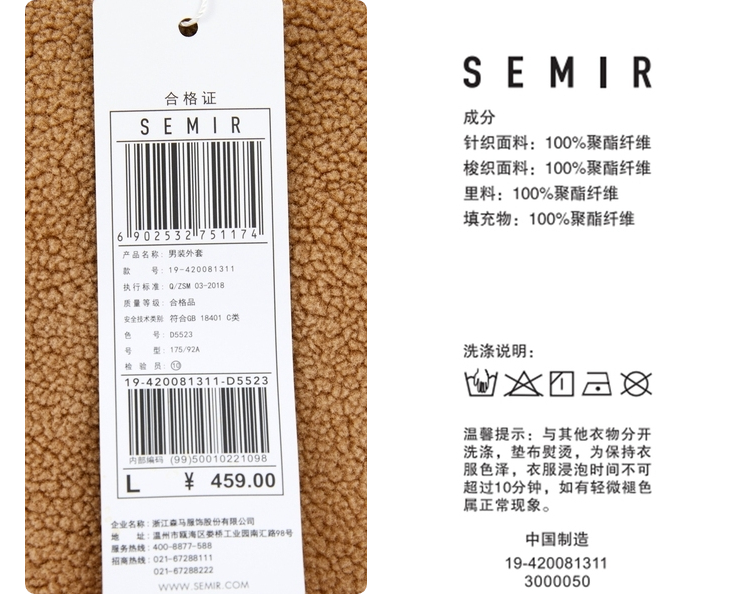 合格证
SEMIR
6 902532 751174
产品名称: 男装外套
款 号: 19-420081311
执行标准: Q/ZSM 03-2018
质量等级: 合格品
安全技术类别 符合GB 18401 C类
色 号: D5523
号 型: 175/92A
检 验 员: ⑩
19-420081311-D5523
内部编码 (99)50010221098
L ¥ 459.00
企业名称: 浙江森马服饰股份有限公司
地 址: 温州市瓯海区娄桥工业园南汇路98号
服务热线: 400-8877-588
招商热线: 021-67288111
021-67288222
WWW.SEMIR.COM
SEMIR
成分
针织面料: 100%聚酯纤维
梭织面料: 100%聚酯纤维
里料: 100%聚酯纤维
填充物: 100%聚酯纤维
洗涤说明:
温馨提示: 与其他衣物分开
洗涤, 垫布熨烫, 为保持衣
服色泽, 衣服浸泡时间不可
超过10分钟, 如有轻微褪色
属正常现象。
中国制造
19-420081311
3000050